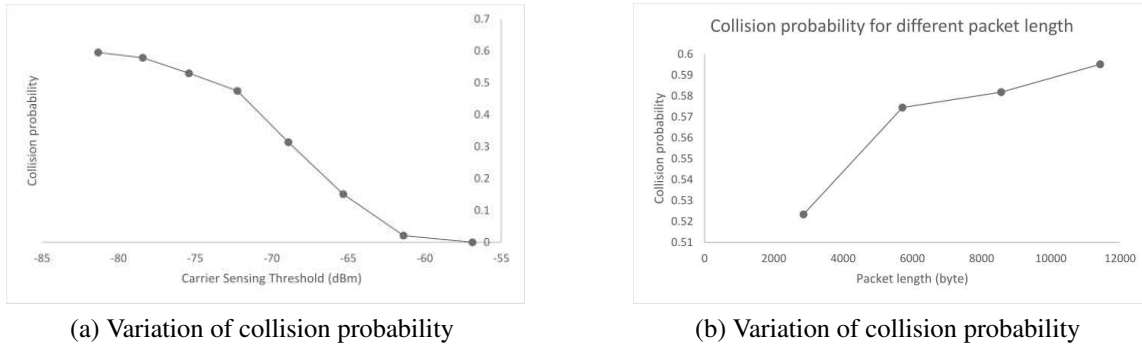 0.7
0.6
0.5
0.4
0.3
0.2
0.1
0
Collision probability
-85 -80 -75 -70 -65 -60 -55
Carrier Sensing Threshold (dBm)
(a) Variation of collision probability
Collision probability for different packet length
0.6
0.59
0.58
0.57
0.56
0.55
0.54
0.53
0.52
0.51
Collision probability
0 2000 4000 6000 8000 10000 12000
Packet length (byte)
(b) Variation of collision probability